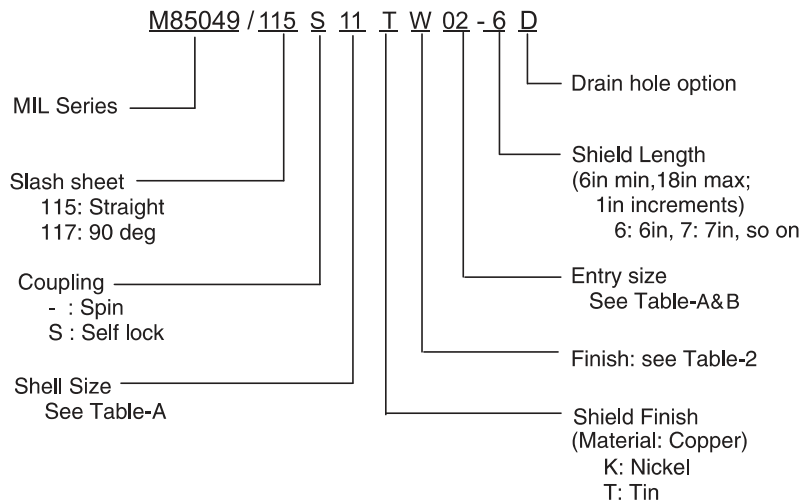 M85049 / 115 S 11 T W 02 - 6 D
MIL Series
Slash sheet
115: Straight
117: 90 deg
Coupling
- : Spin
S : Self lock
Shell Size
See Table-A
Drain hole option
Shield Length
(6in min,18in max;
1in increments)
6: 6in, 7: 7in, so on
Entry size
See Table-A&B
Finish: see Table-2
Shield Finish
(Material: Copper)
K: Nickel
T: Tin